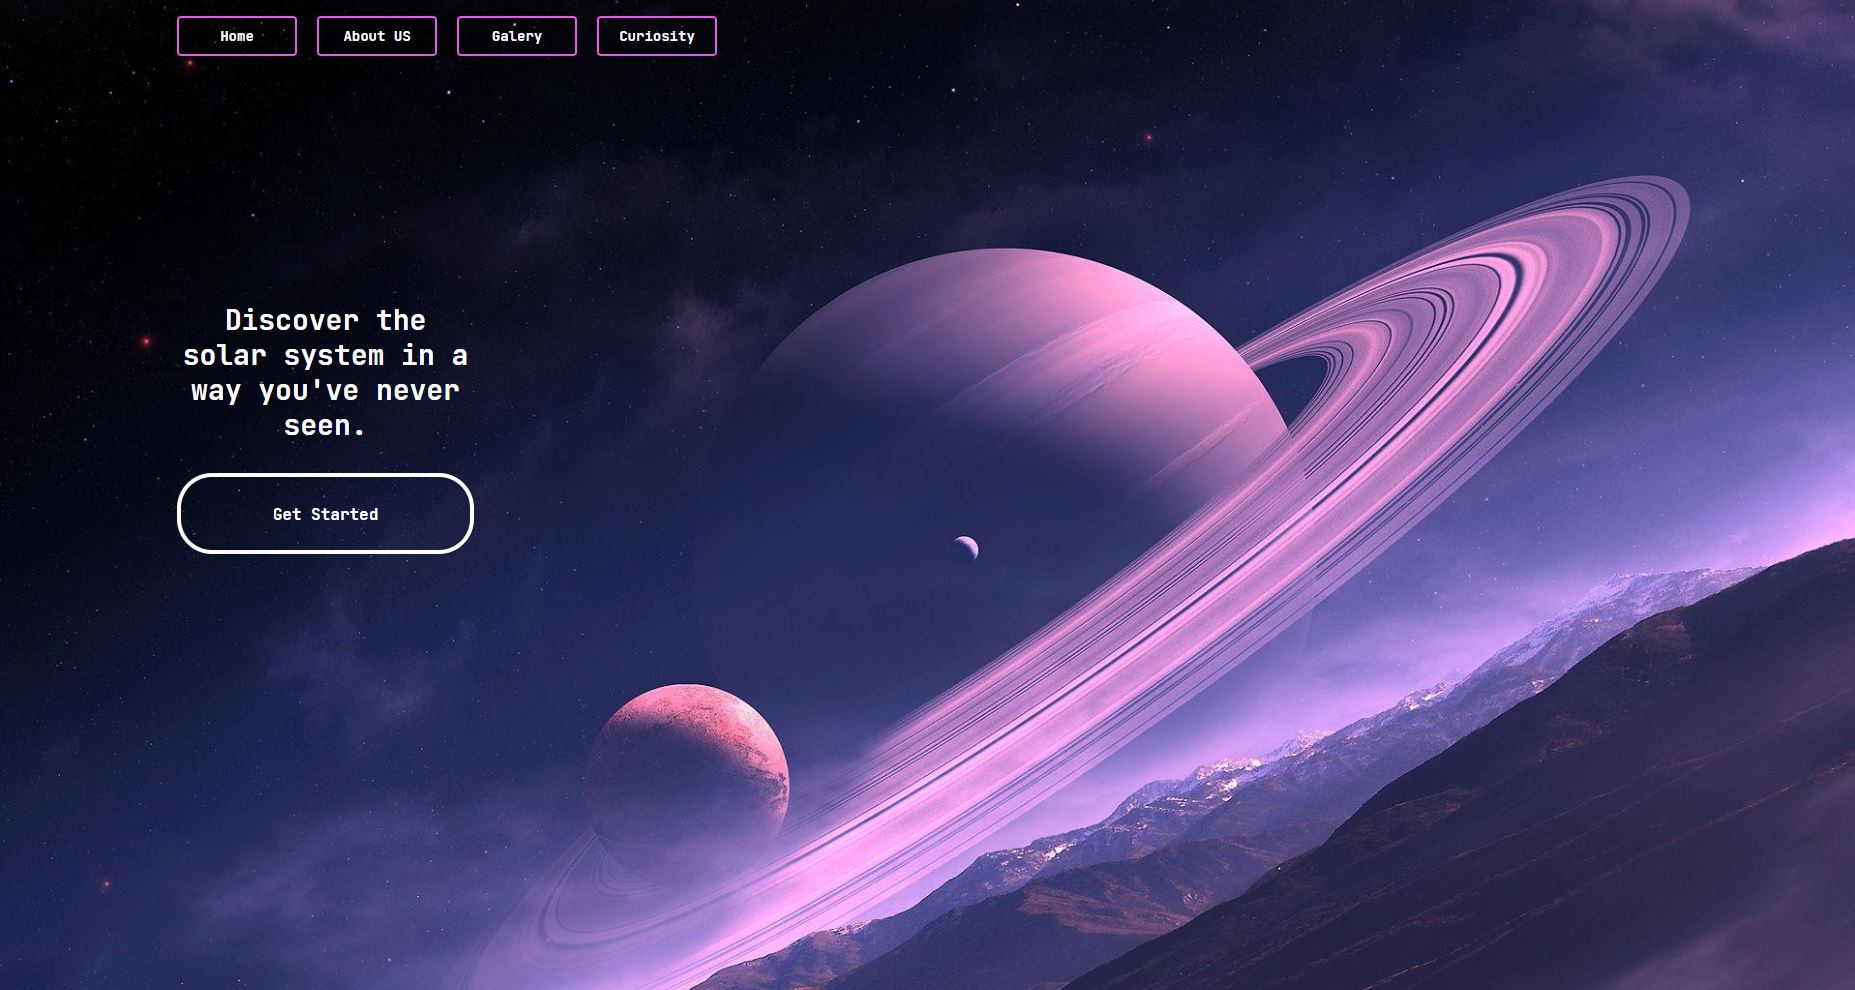 Home About US Galery Curiosity
Discover the
solar system in a
way you've never
seen.
Get Started